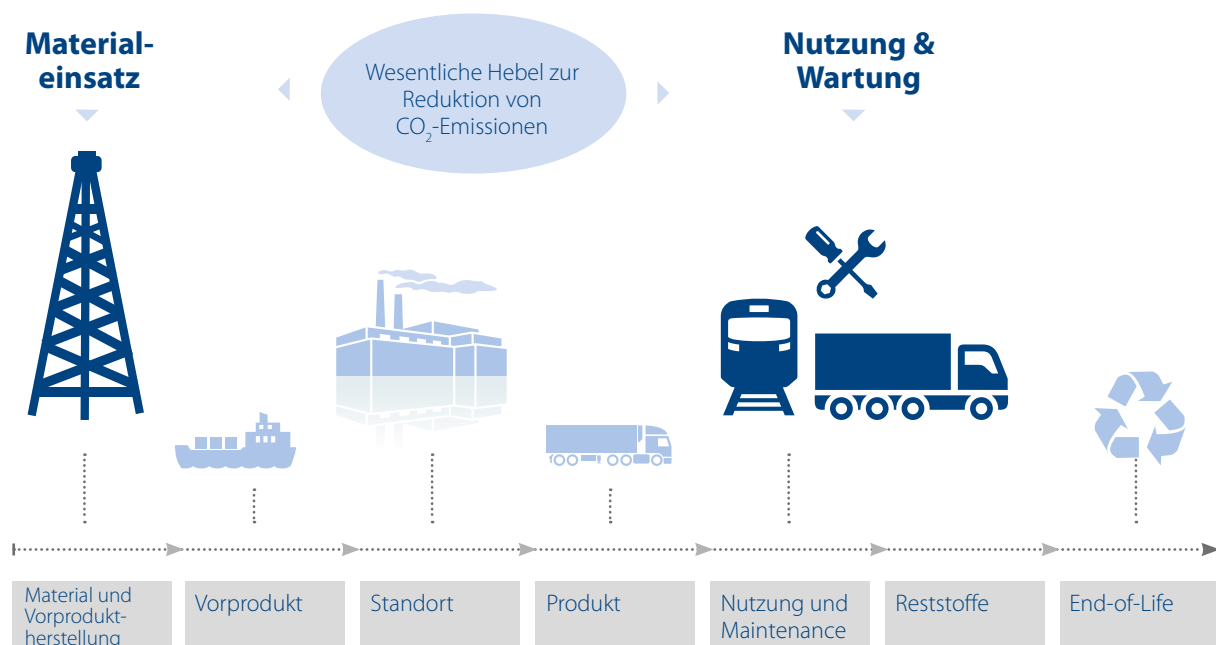 Material-
einsatz
Wesentliche Hebel zur
Reduktion von
CO₂-Emissionen
Nutzung &
Wartung
Material und
Vorprodukt-
herstellung
Vorprodukt
Standort
Produkt
Nutzung und
Maintenance
Reststoffe
End-of-Life